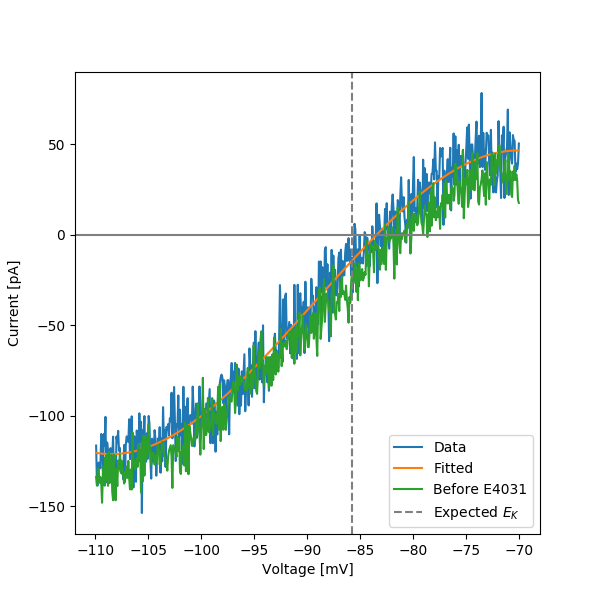 50
0
−50
−100
−150
Current [pA]
−110 −105 −100 −95 −90 −85 −80 −75 −70
Voltage [mV]
Data
Fitted
Before E4031
Expected $E_K$